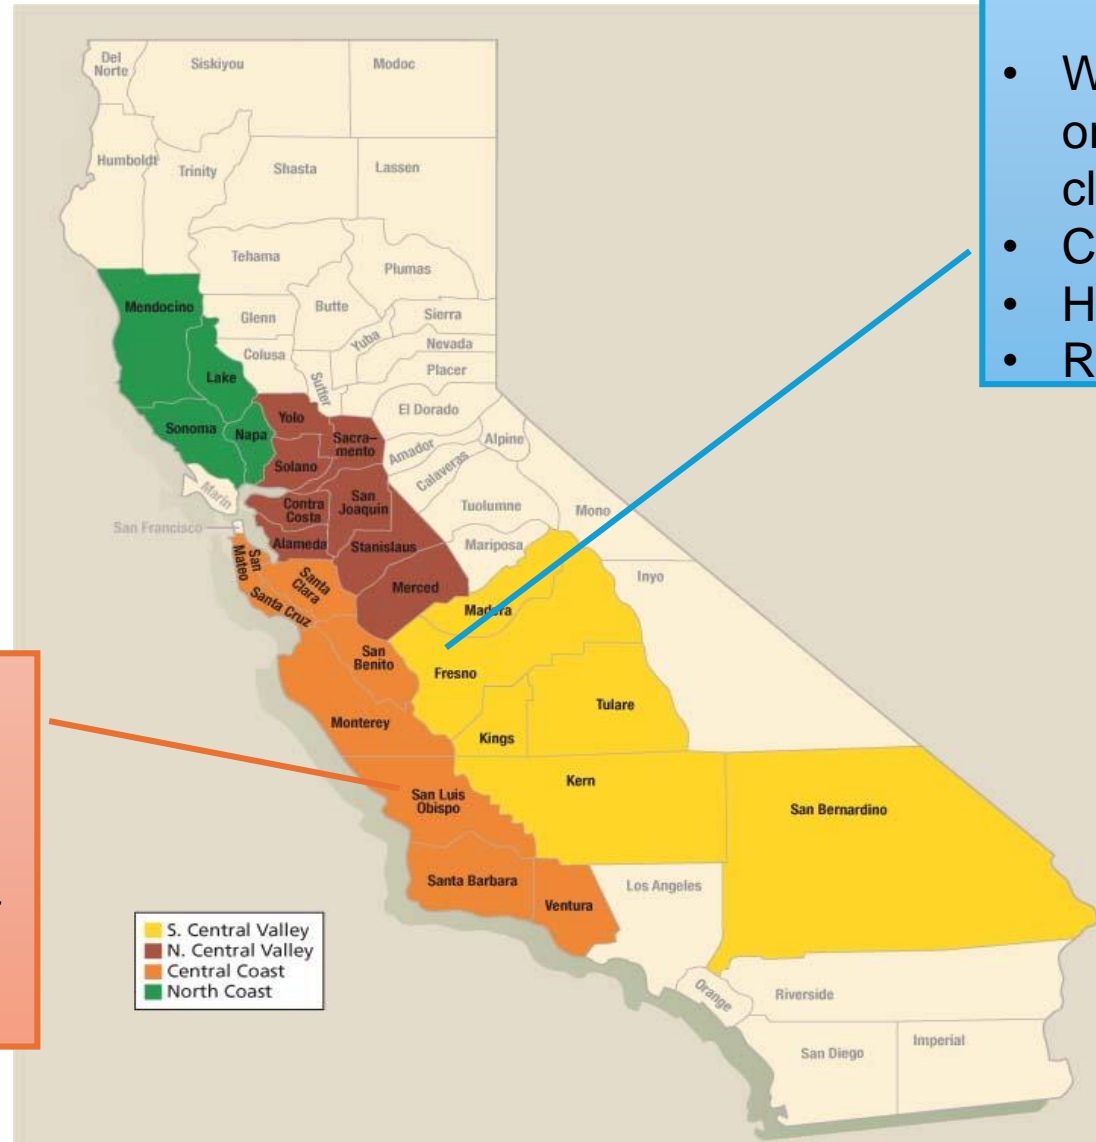 Del
Norte
Siskiyou
Modoc
Humboldt
Trinity
Shasta
Lassen
Tehama
Plumas
Mendocino
Glenn
Butte
Sierra
Yuba
Nevada
Colusa
Placer
Lake
Sutter
El Dorado
Yolo
Sonoma
Napa
Sacra–
mento
Amador
Alpine
Solano
Calaveras
Marin
Contra
Costa
San
Joaquin
Tuolumne
Mono
San Francisco
Alameda
Stanislaus
Mariposa
San
Mateo
Santa
Clara
Merced
Inyo
Santa Cruz
Madera
San
Benito
Fresno
Tulare
Monterey
Kings
Kern
San Luis
Obispo
San Bernardino
Santa Barbara
Los Angeles
Ventura
Orange
Riverside
San Diego
Imperial
S. Central Valley
N. Central Valley
Central Coast
North Coast
• W
or
cl
• C
• H
• R